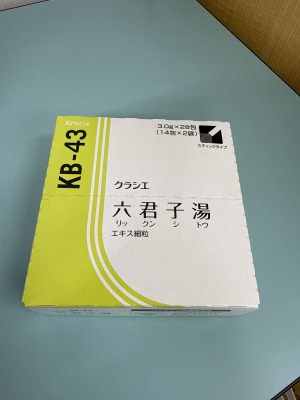 Kracie
KB-43
3.0g×28包
(14包×2袋)
スティックタイプ
クラシエ
六君子湯
リックンシトウ
エキス細粒